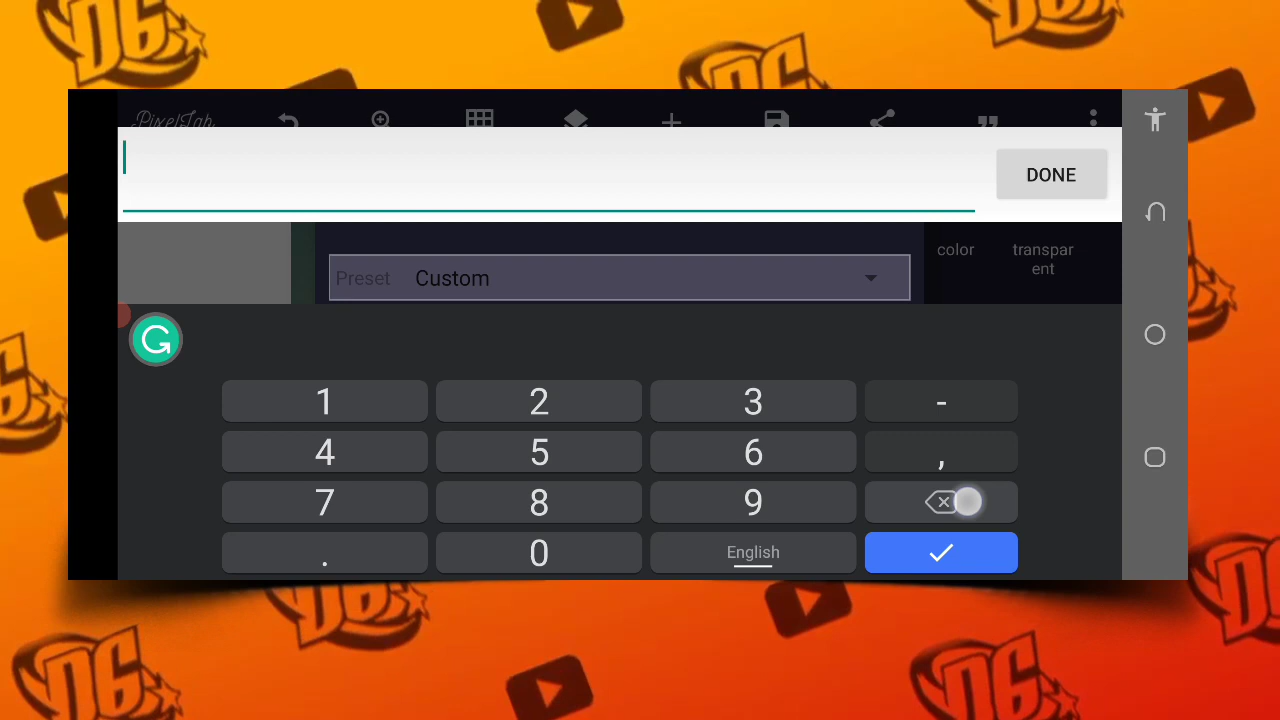 PixelLab
DONE
Preset Custom
color
transpar
ent
1 2 3 -
4 5 6 ,
7 8 9
. 0 English